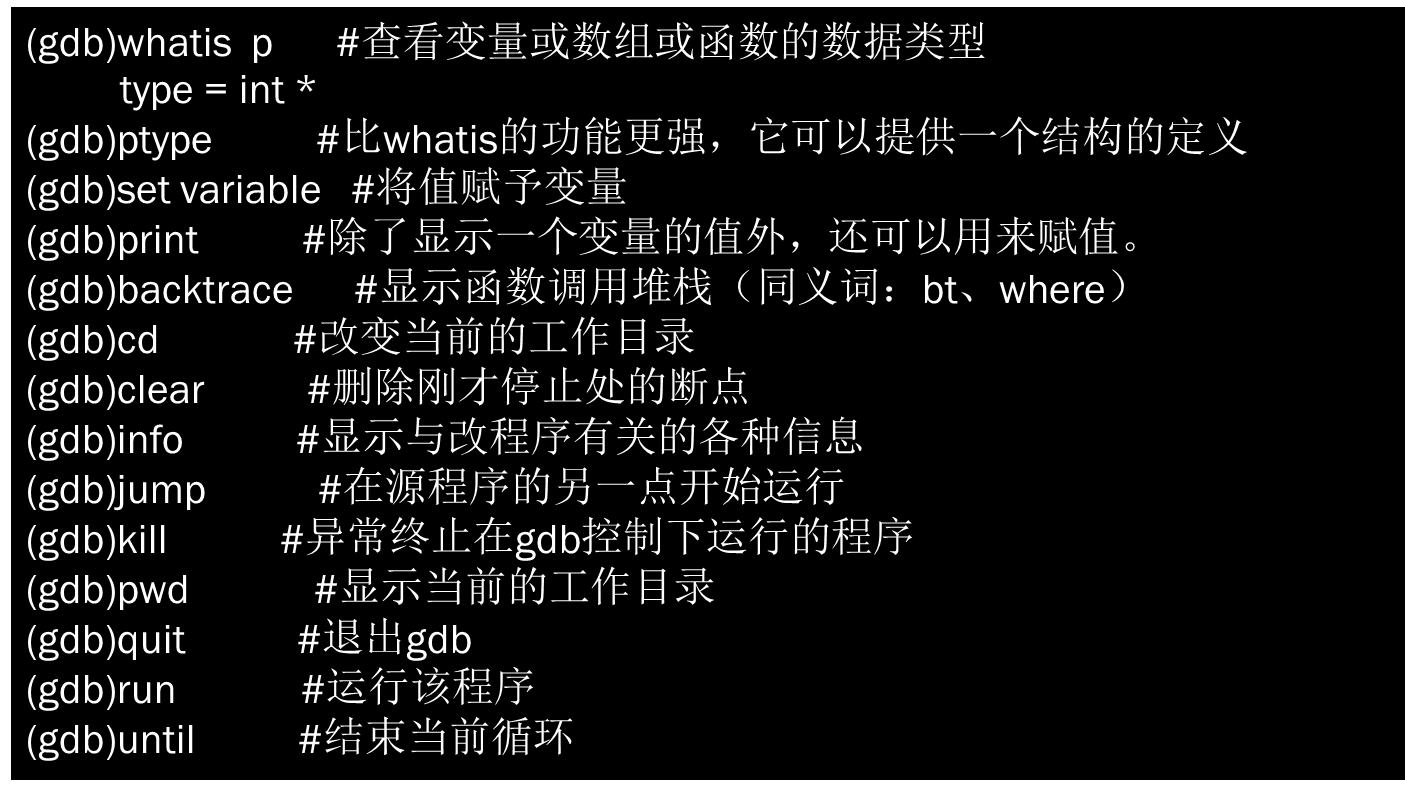 (gdb)whatis p #查看变量或数组或函数的数据类型
type = int *
(gdb)ptype #比whatis的功能更强，它可以提供一个结构的定义
(gdb)set variable #将值赋予变量
(gdb)print #除了显示一个变量的值外，还可以用来赋值。
(gdb)backtrace #显示函数调用堆栈（同义词：bt、where）
(gdb)cd #改变当前的工作目录
(gdb)clear #删除刚才停止处的断点
(gdb)info #显示与改程序有关的各种信息
(gdb)jump #在源程序的另一点开始运行
(gdb)kill #异常终止在gdb控制下运行的程序
(gdb)pwd #显示当前的工作目录
(gdb)quit #退出gdb
(gdb)run #运行该程序
(gdb)until #结束当前循环